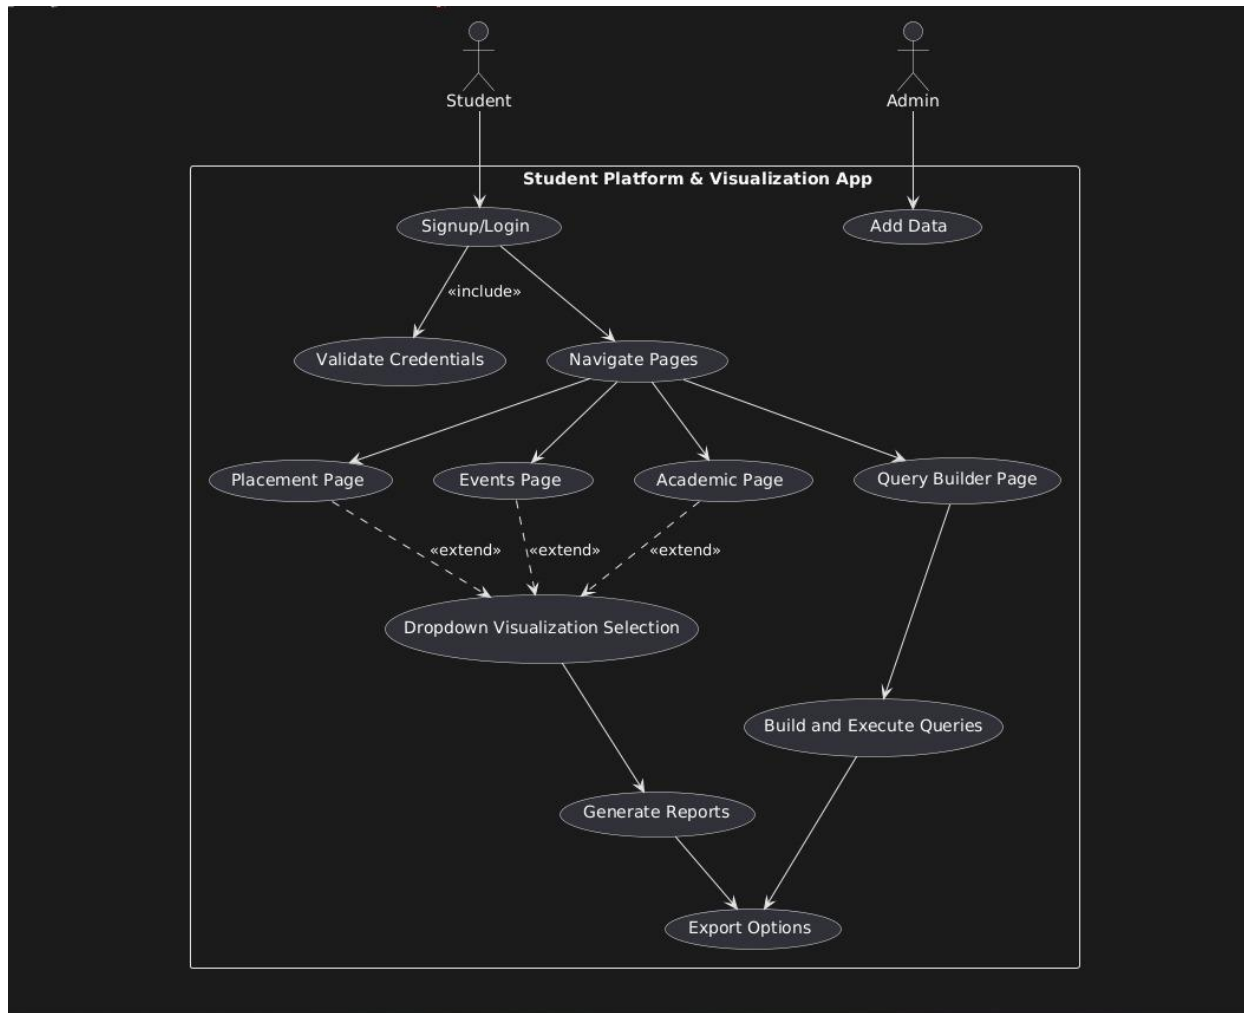 Student
Admin
Student Platform & Visualization App
Signup/Login
Add Data
«include»
Validate Credentials
Navigate Pages
Placement Page
Events Page
Academic Page
Query Builder Page
«extend»
«extend»
«extend»
Dropdown Visualization Selection
Build and Execute Queries
Generate Reports
Export Options